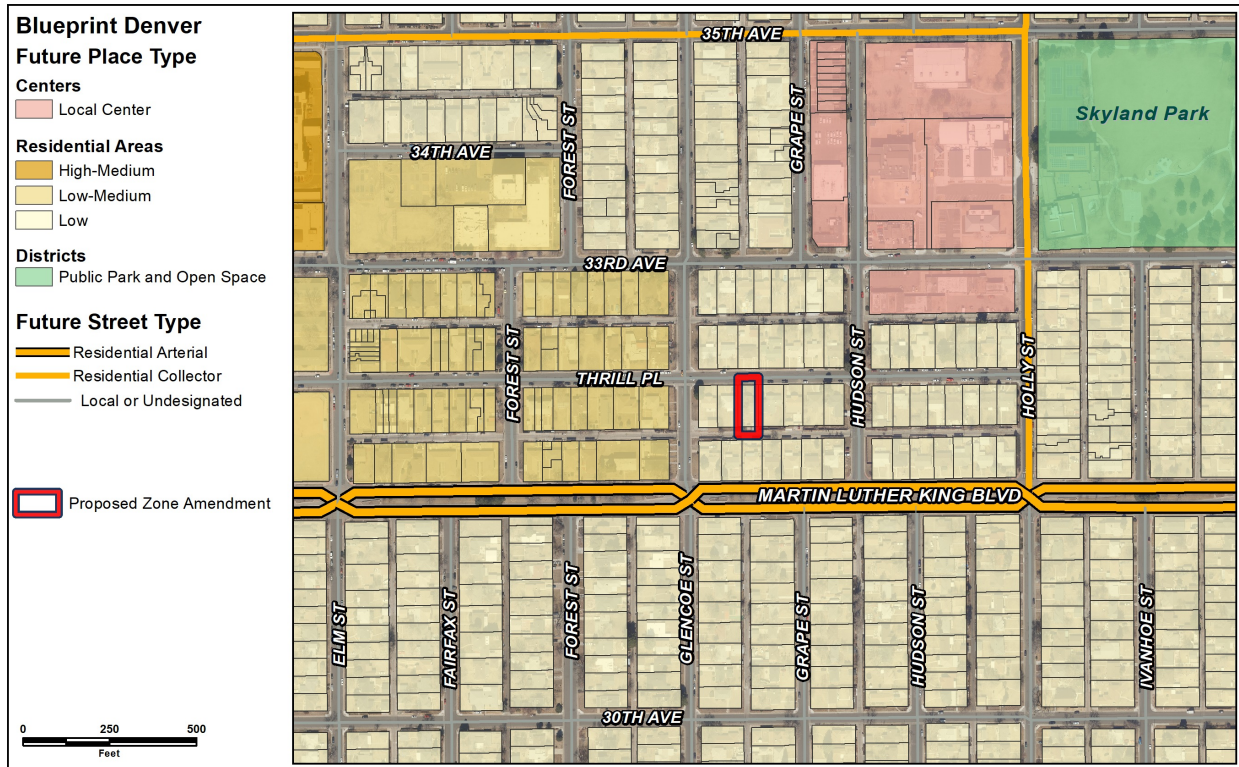 Blueprint Denver
Future Place Type
Centers
Local Center
Residential Areas
High-Medium
Low-Medium
Low
Districts
Public Park and Open Space
Future Street Type
Residential Arterial
Residential Collector
Local or Undesignated
Proposed Zone Amendment
0 250 500
Feet
35TH AVE
Skyland Park
FOREST ST
GRAPE ST
34TH AVE
33RD AVE
FOREST ST
THRILL PL
HUDSON ST
HOLLY ST
MARTIN LUTHER KING BLVD
ELM ST
FAIRFAX ST
FOREST ST
GLENCOE ST
GRAPE ST
HUDSON ST
IVANHOE ST
30TH AVE